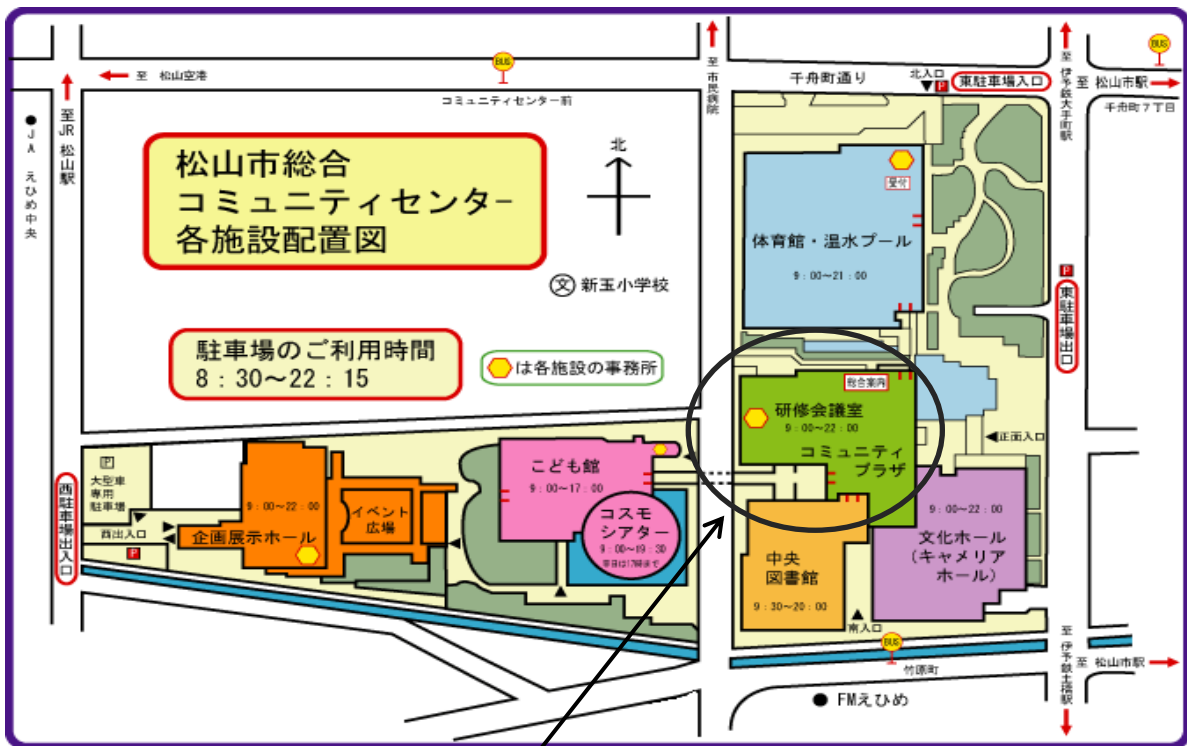 至 松山空港
BUS
コミュニティセンター前
至 JR 松山駅
●JA えひめ中央
至 市民病院
千舟町通り
北入口
P
東駐車場入口
至 伊予鉄大手町駅
BUS
至 松山市駅
千舟町7丁目
松山市総合
コミュニティセンター
各施設配置図
北
文 新玉小学校
駐車場のご利用時間
8:30～22:15
は各施設の事務所
受付
体育館・温水プール
9:00～21:00
P
東駐車場出口
総合案内
研修会議室
9:00～22:00
コミュニティ
プラザ
正面入口
西駐車場出入口
P
大型車
専用
駐車場
西出入口
P
9:00～22:00
企画展示ホール
イベント
広場
こども館
9:00～17:00
コスモ
シアター
9:00～19:30
中央
図書館
9:30～20:00
南入口
9:00～22:00
文化ホール
(キャメリア
ホール)
BUS
竹原町
● FMえひめ
至 伊予鉄土橋駅
至 松山市駅